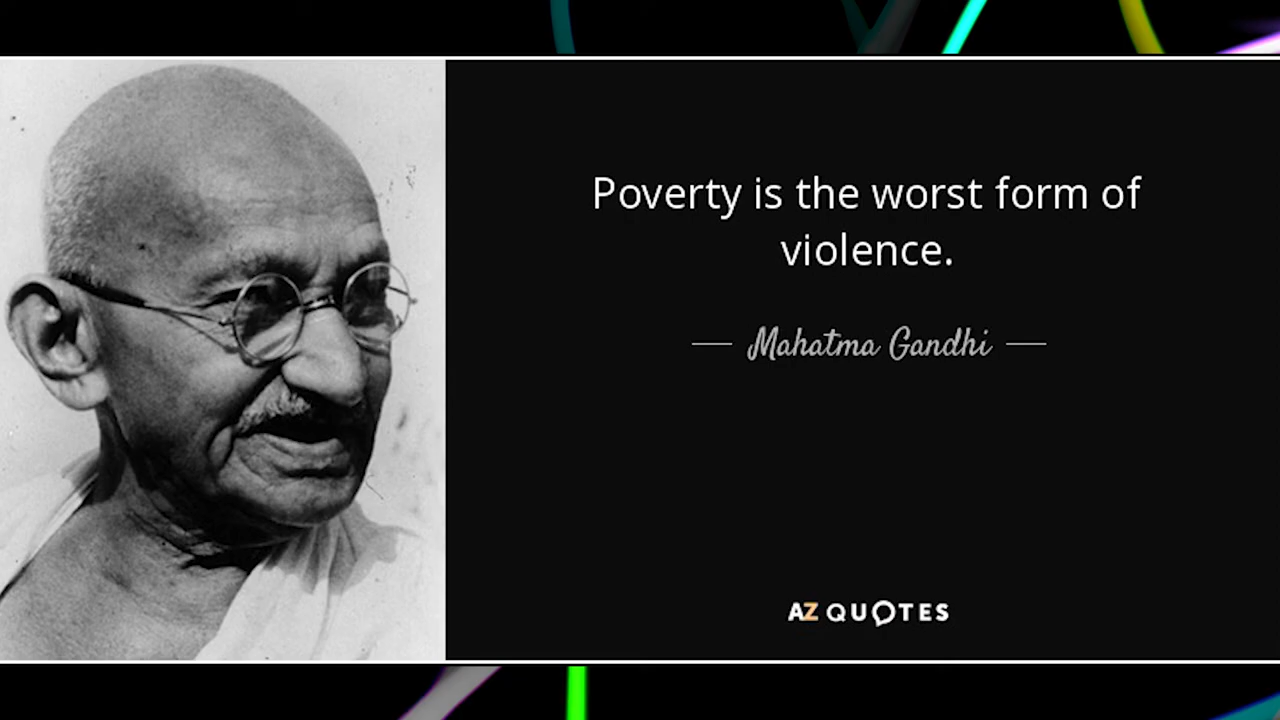 Poverty is the worst form of
violence.
— Mahatma Gandhi —
AZ QUOTES